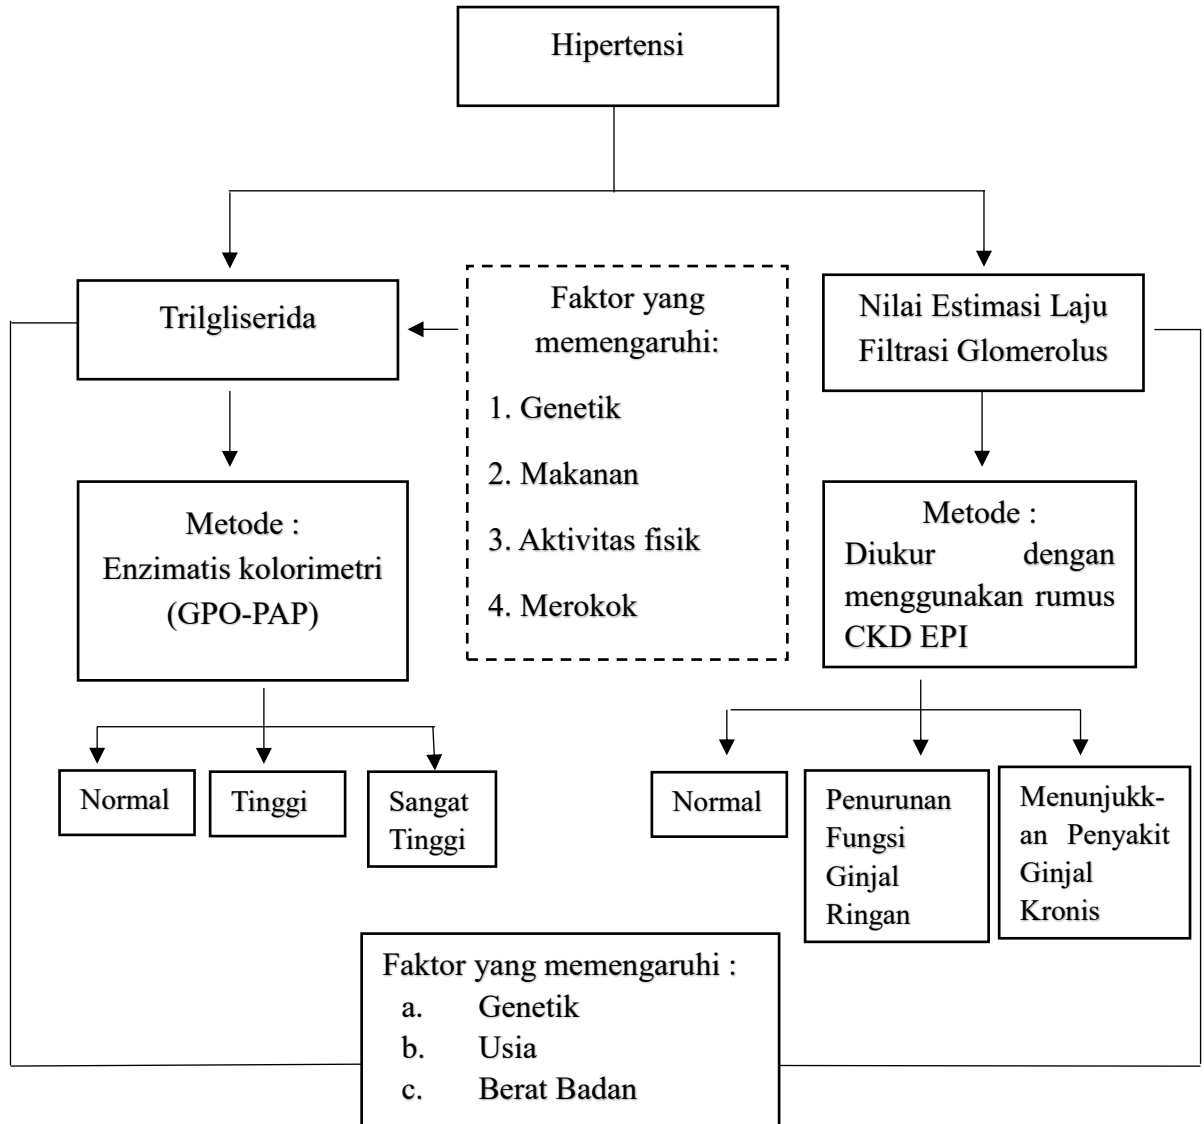 Hipertensi
Trilgliserida
Faktor yang
memengaruhi:
1. Genetik
2. Makanan
3. Aktivitas fisik
4. Merokok
Nilai Estimasi Laju
Filtrasi Glomerolus
Metode :
Enzimatis kolorimetri
(GPO-PAP)
Metode :
Diukur dengan
menggunakan rumus
CKD EPI
Normal
Tinggi
Sangat
Tinggi
Normal
Penurunan
Fungsi
Ginjal
Ringan
Menunjukk-
an Penyakit
Ginjal
Kronis
Faktor yang memengaruhi :
a. Genetik
b. Usia
c. Berat Badan